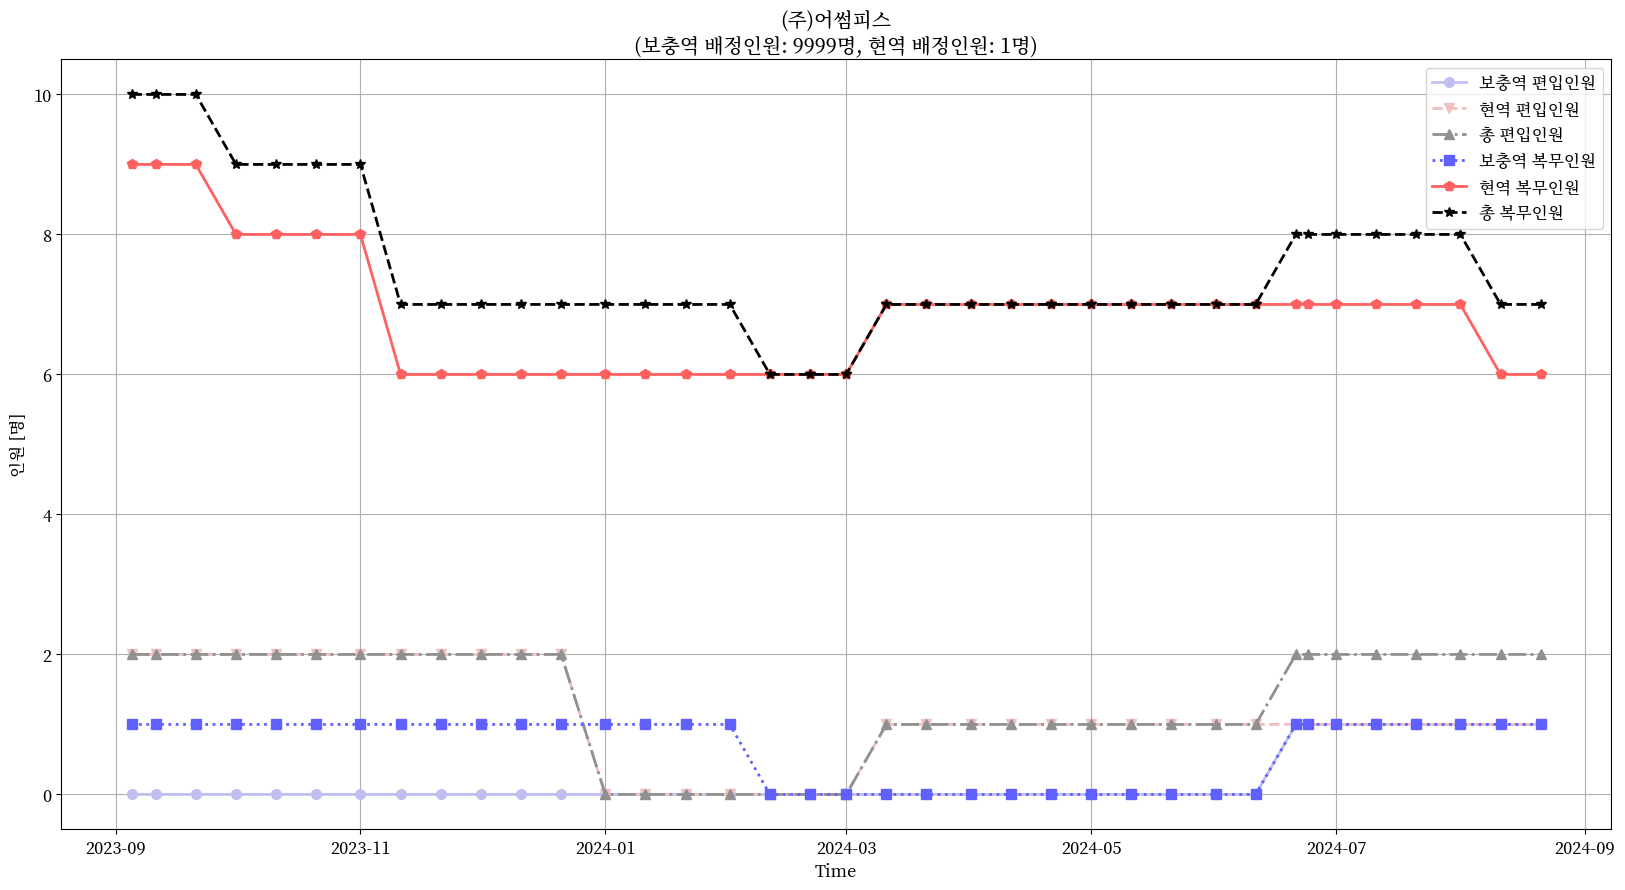 (주)어썸피스
(보충역 배정인원: 9999명, 현역 배정인원: 1명)
보충역 편입인원
현역 편입인원
총 편입인원
보충역 복무인원
현역 복무인원
총 복무인원
인원 [명]
10
8
6
4
2
0
2023-09 2023-11 2024-01 2024-03 2024-05 2024-07 2024-09
Time